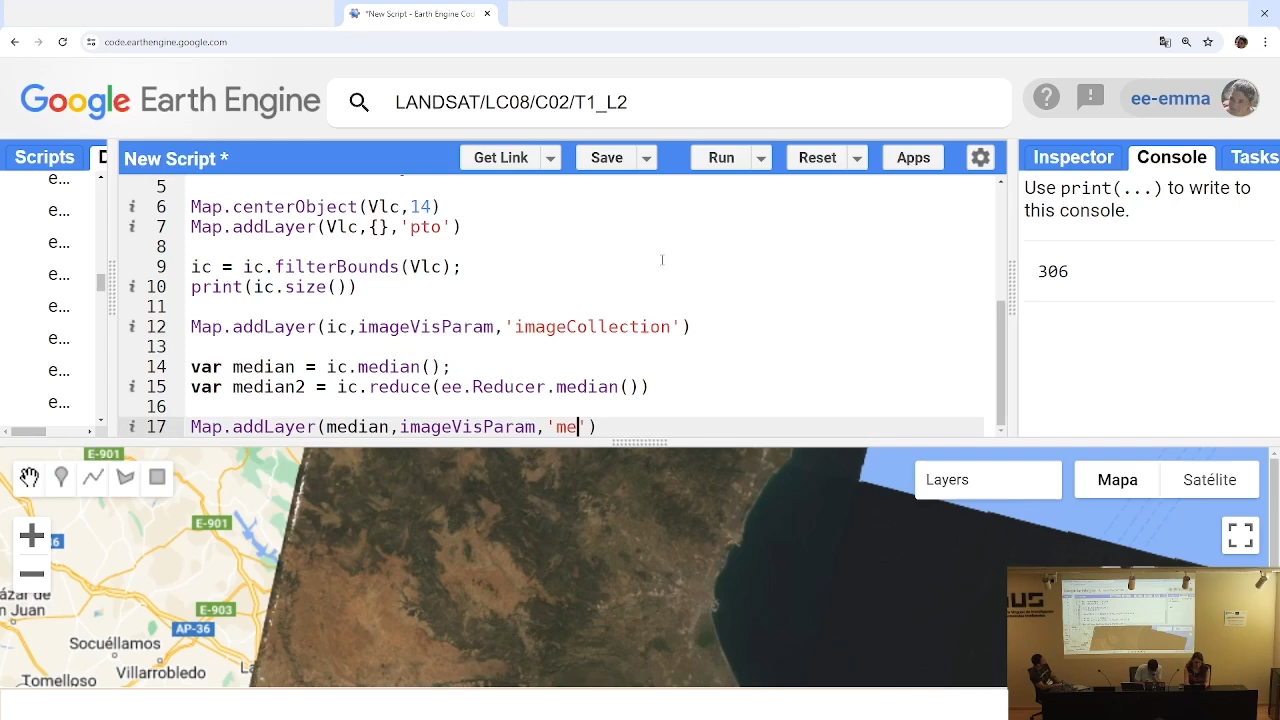 *New Script - Earth Engine Cod
code.earthengine.google.com
Google Earth Engine
LANDSAT/LC08/C02/T1_L2
ee-emma
Scripts
D
New Script *
Get Link
Save
Run
Reset
Apps
Inspector
Console
Tasks
e...
e...
e...
e...
e...
e...
e...
e...
5
6 Map.centerObject(Vlc,14)
7 Map.addLayer(Vlc,{},'pto')
8
9 ic = ic.filterBounds(Vlc);
10 print(ic.size())
11
12 Map.addLayer(ic,imageVisParam,'imageCollection')
13
14 var median = ic.median();
15 var median2 = ic.reduce(ee.Reducer.median())
16
17 Map.addLayer(median,imageVisParam,'me')
Use print(...) to write to
this console.
306
Layers
Mapa
Satélite
E-901
E-901
E-903
AP-36
ázar de
n Juan
Socuéllamos
Villarrobledo
Tomelloso
La